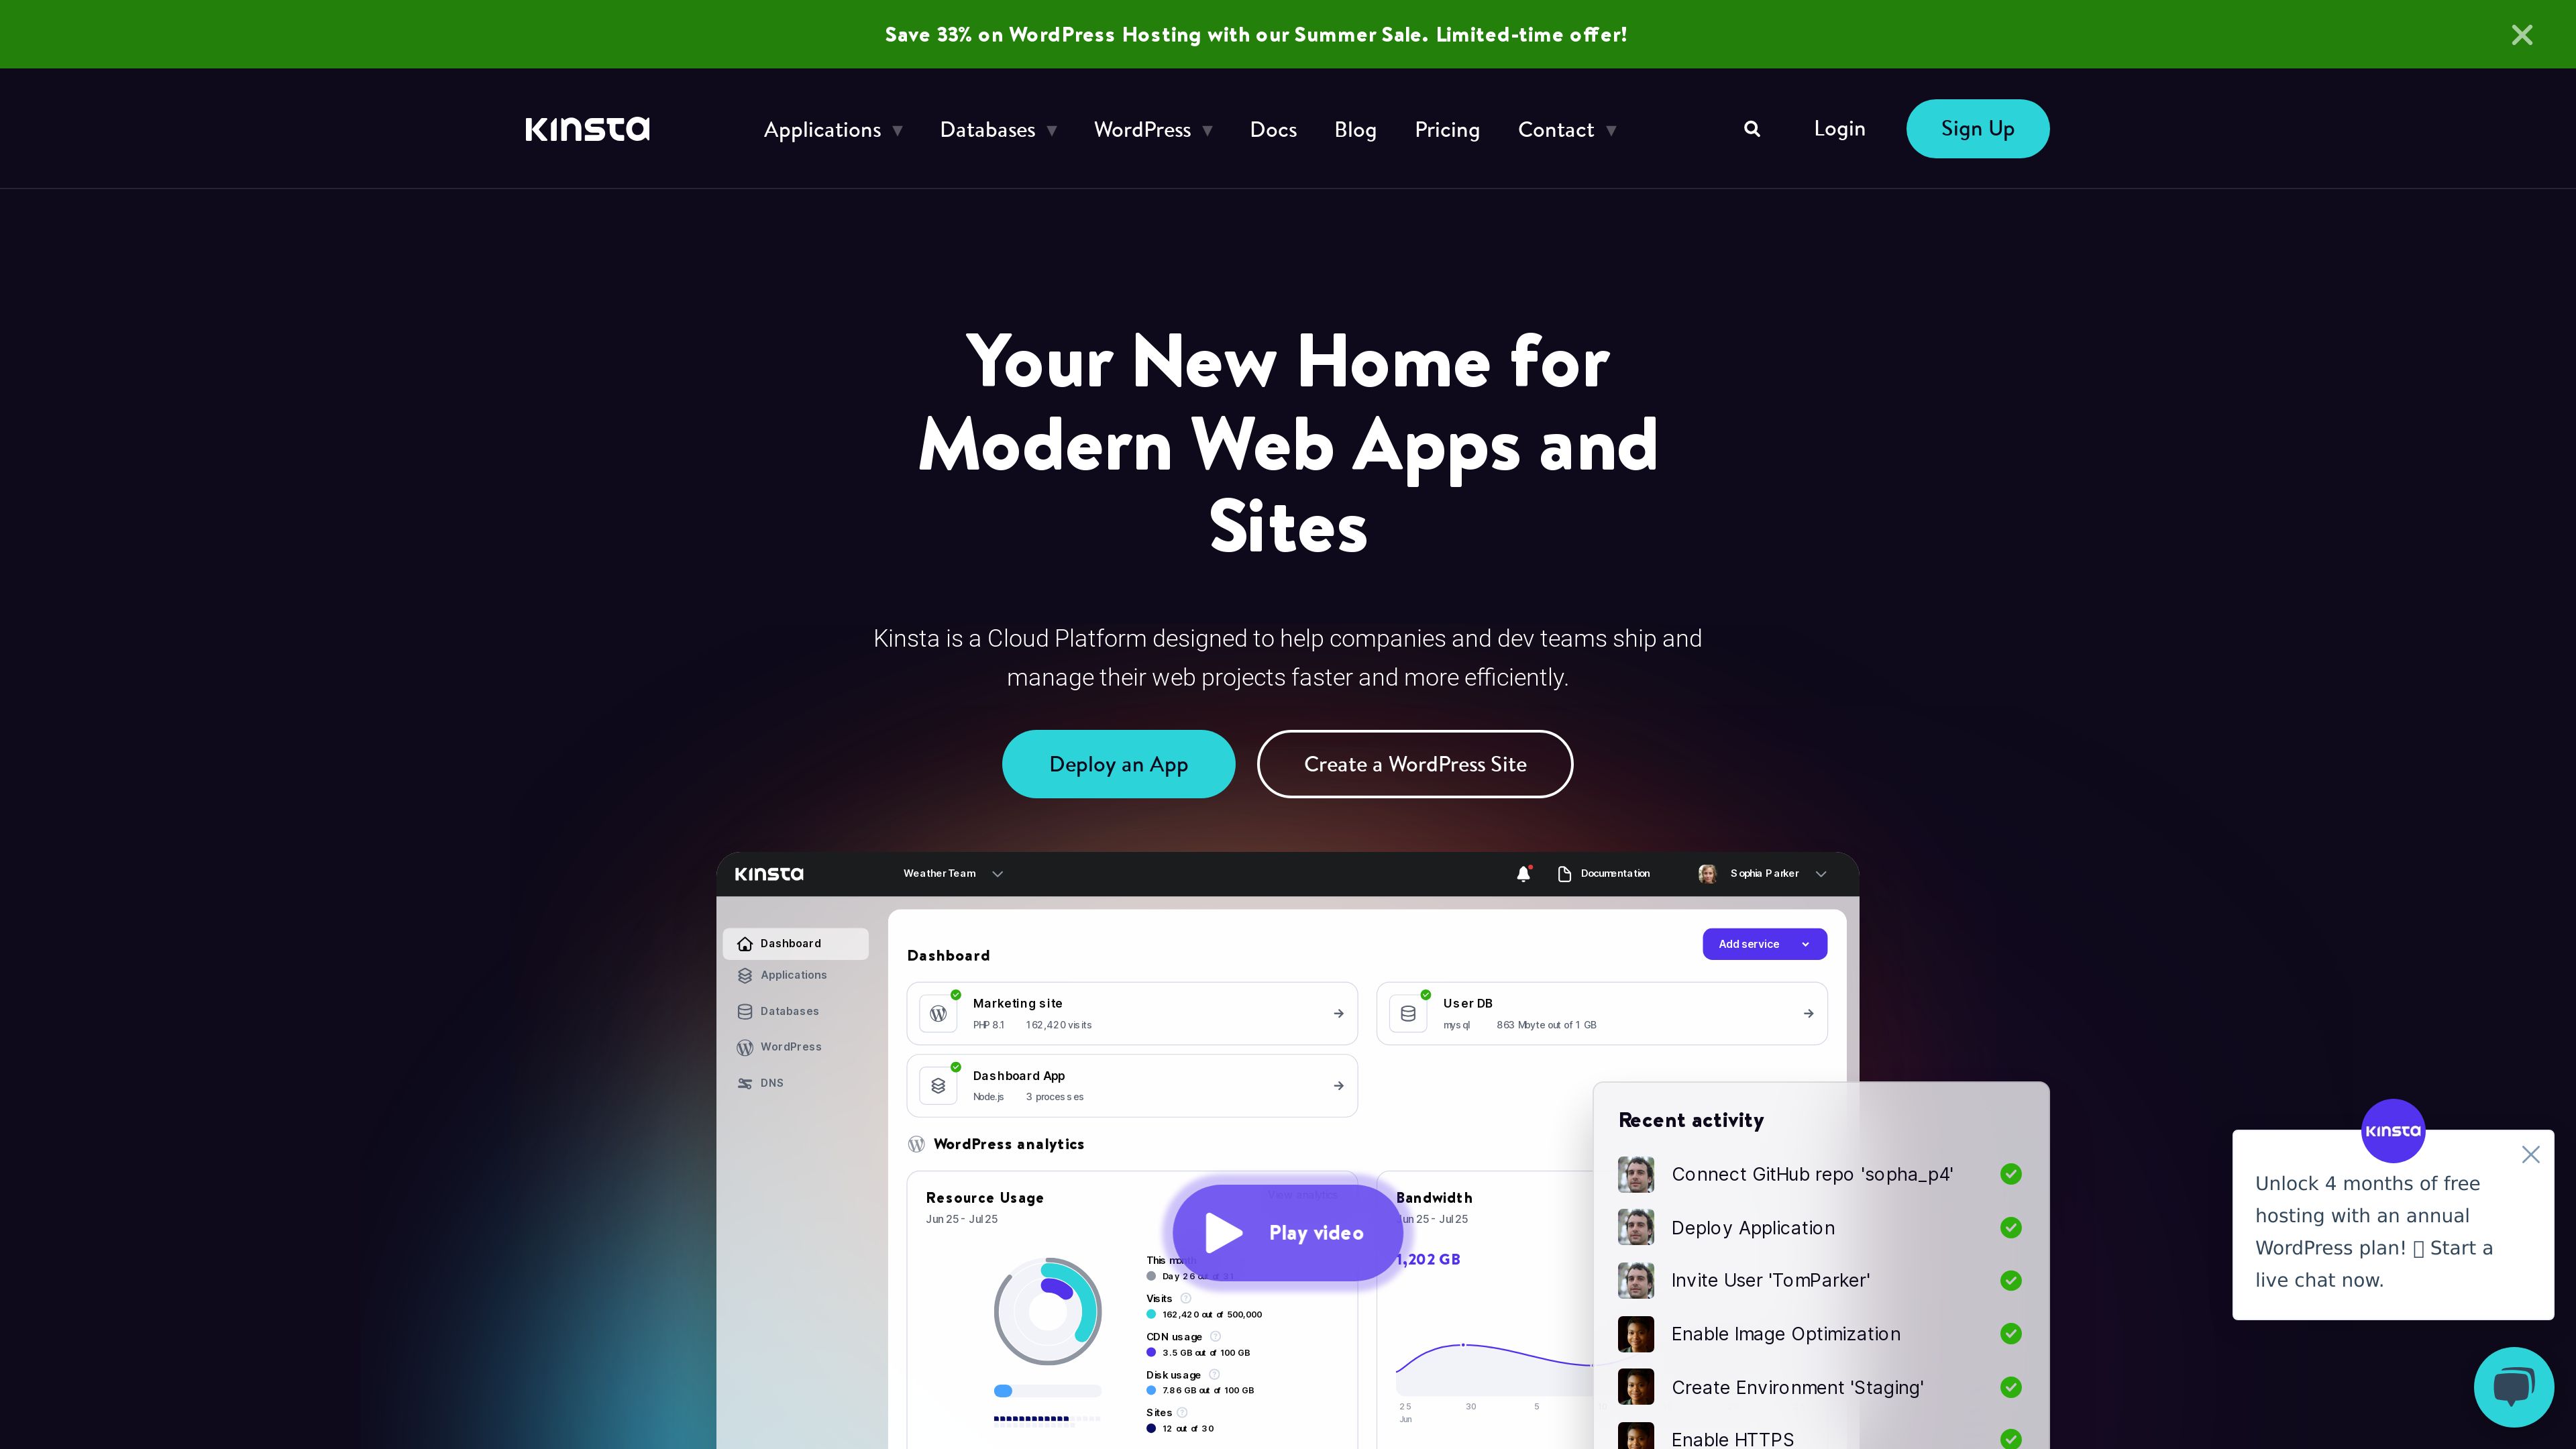 Save 33% on WordPress Hosting with our Summer Sale. Limited-time offer!
Kinsta
Applications Databases WordPress Docs Blog Pricing Contact Login Sign Up
Your New Home for
Modern Web Apps and
Sites
Kinsta is a Cloud Platform designed to help companies and dev teams ship and
manage their web projects faster and more efficiently.
Deploy an App Create a WordPress Site
Kinsta Weather Team Documentation Sophia Parker
Dashboard
Applications
Databases
WordPress
DNS
Dashboard
Add service
Marketing site
PHP 8.1 162,420 visits
User DB
mysql 863 Mbyte out of 1 GB
Dashboard App
Node.js 3 processes
WordPress analytics
Resource Usage
Jun 25 - Jul 25
View analytics
This month
Day 26 out of 31
Visits
162,420 out of 500,000
CDN usage
3.5 GB out of 100 GB
Disk usage
7.86 GB out of 100 GB
Sites
12 out of 30
Play video
Bandwidth
Jun 25 - Jul 25
1,202 GB
25 30 5
Jun
Recent activity
Connect GitHub repo 'sopha_p4'
Deploy Application
Invite User 'TomParker'
Enable Image Optimization
Create Environment 'Staging'
Enable HTTPS
Kinsta
Unlock 4 months of free
hosting with an annual
WordPress plan! Start a
live chat now.